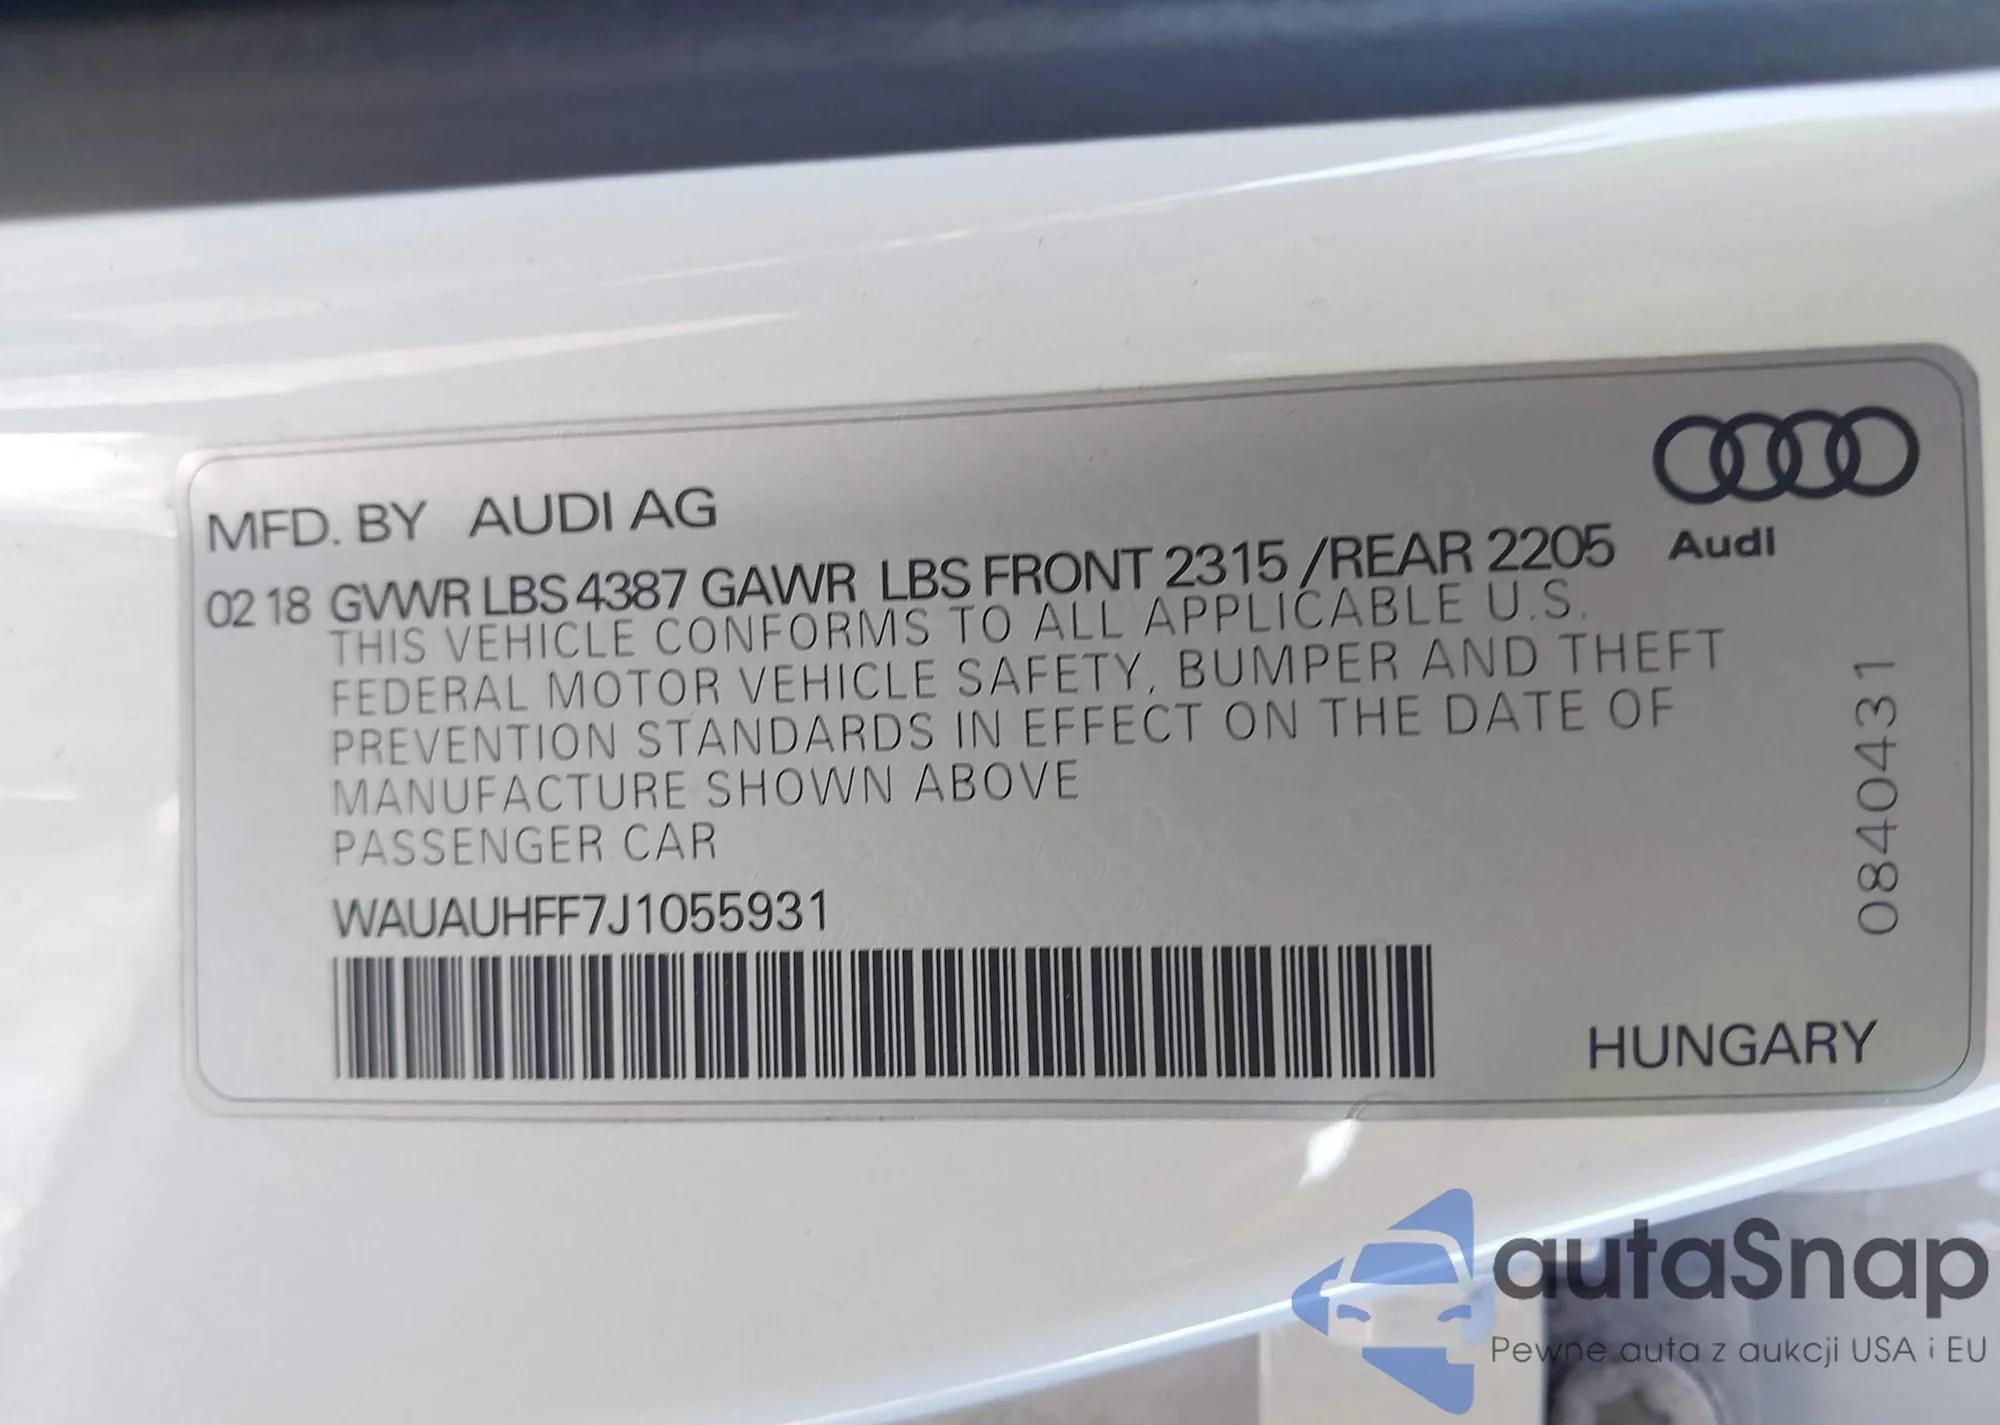 MFD. BY AUDI AG
Audi
02 18 GVWR LBS 4387 GAWR LBS FRONT 2315 /REAR 2205
THIS VEHICLE CONFORMS TO ALL APPLICABLE U.S.
FEDERAL MOTOR VEHICLE SAFETY, BUMPER AND THEFT
PREVENTION STANDARDS IN EFFECT ON THE DATE OF
MANUFACTURE SHOWN ABOVE
PASSENGER CAR
WAUAUHFF7J1055931
0840431
HUNGARY
autaSnap
Pewne auta z aukcji USA i EU